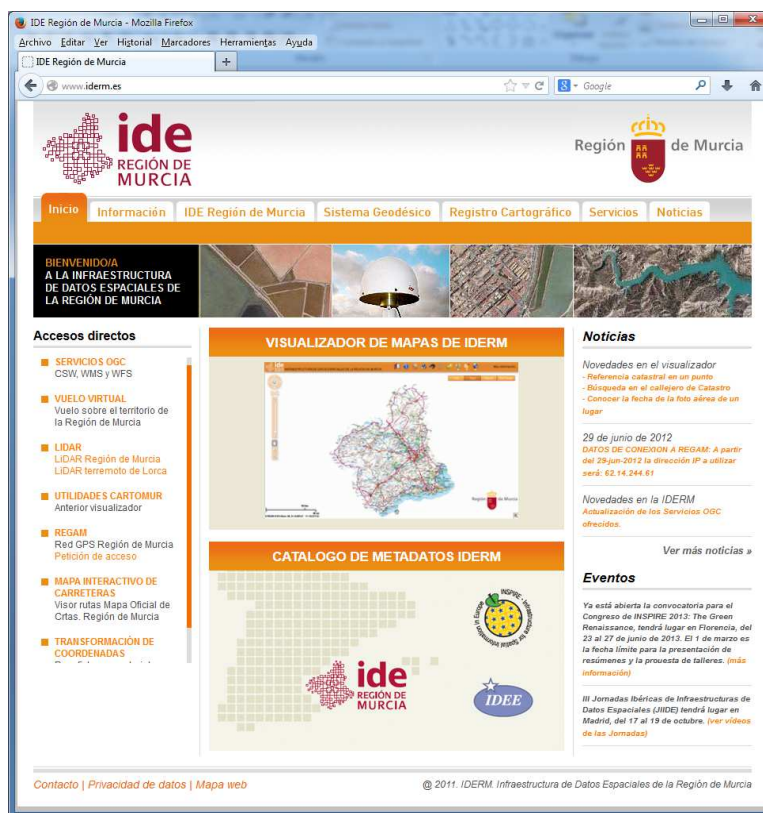 IDE Región de Murcia - Mozilla Firefox
Archivo Editar Ver Historial Marcadores Herramientas Ayuda
IDE Región de Murcia
www.iderm.es
Google
ide
REGIÓN DE
MURCIA
Región de Murcia
Inicio
Información
IDE Región de Murcia
Sistema Geodésico
Registro Cartográfico
Servicios
Noticias
BIENVENIDO/A
A LA INFRAESTRUCTURA
DE DATOS ESPACIALES DE
LA REGIÓN DE MURCIA
Accesos directos
SERVICIOS OGC
CSW, WMS y WFS
VUELO VIRTUAL
Vuelo sobre el territorio de
la Región de Murcia
LIDAR
LiDAR Región de Murcia
LiDAR terremoto de Lorca
UTILIDADES CARTOMUR
Anterior visualizador
REGAM
Red GPS Región de Murcia
Petición de acceso
MAPA INTERACTIVO DE
CARRETERAS
Visor rutas Mapa Oficial de
Crtas. Región de Murcia
TRANSFORMACIÓN DE
COORDENADAS
VISUALIZADOR DE MAPAS DE IDERM
CATALOGO DE METADATOS IDERM
INSPIRE - Infrastructure for Spatial Information in Europe
ide
REGIÓN DE
MURCIA
IDEE
Noticias
Novedades en el visualizador
- Referencia catastral en un punto
- Búsqueda en el callejero de Catastro
- Conocer la fecha de la foto aérea de un
lugar
29 de junio de 2012
DATOS DE CONEXION A REGAM: A partir
del 29-jun-2012 la dirección IP a utilizar
será: 62.14.244.61
Novedades en la IDERM
Actualización de los Servicios OGC
ofrecidos.
Ver más noticias »
Eventos
Ya está abierta la convocatoria para el
Congreso de INSPIRE 2013: The Green
Renaissance, tendrá lugar en Florencia, del
23 al 27 de junio de 2013. El 1 de marzo es
la fecha límite para la presentación de
resúmenes y la prouesta de talleres. (más
información)
III Jornadas Ibéricas de Infraestructuras de
Datos Espaciales (JIIDE) tendrá lugar en
Madrid, del 17 al 19 de octubre. (ver vídeos
de las Jornadas)
Contacto | Privacidad de datos | Mapa web
@ 2011. IDERM. Infraestructura de Datos Espaciales de la Región de Murcia